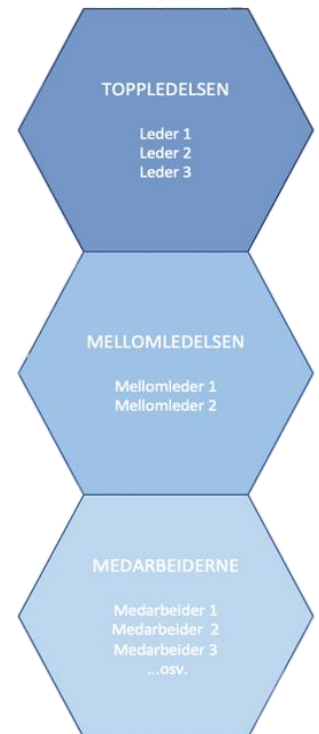 TOPPLEDELSEN
Leder 1
Leder 2
Leder 3
MELLOMLEDELSEN
Mellomleder 1
Mellomleder 2
MEDARBEIDERNE
Medarbeider 1
Medarbeider 2
Medarbeider 3
...osv.